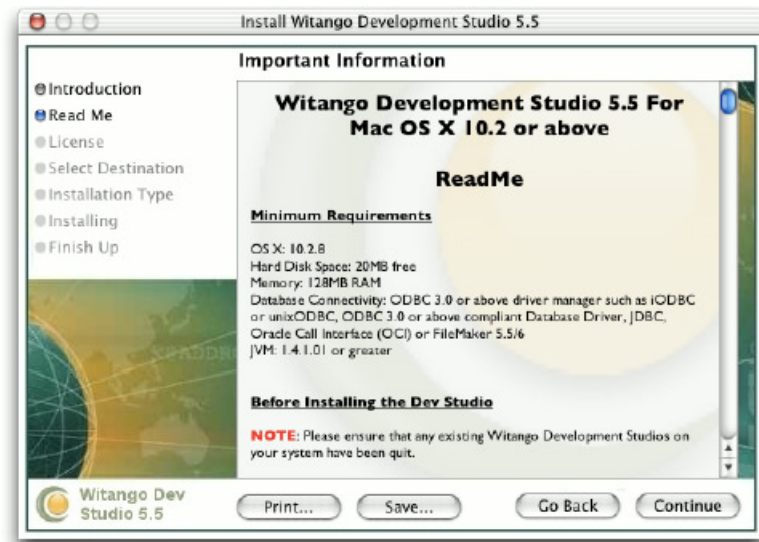 Install Witango Development Studio 5.5
Important Information
Introduction
Read Me
License
Select Destination
Installation Type
Installing
Finish Up
Witango Development Studio 5.5 For
Mac OS X 10.2 or above
ReadMe
Minimum Requirements
OS X: 10.2.8
Hard Disk Space: 20MB free
Memory: 128MB RAM
Database Connectivity: ODBC 3.0 or above driver manager such as iODBC
or unixODBC, ODBC 3.0 or above compliant Database Driver, JDBC,
Oracle Call Interface (OCI) or FileMaker 5.5/6
JVM: 1.4.1.01 or greater
Before Installing the Dev Studio
NOTE: Please ensure that any existing Witango Development Studios on
your system have been quit.
Witango Dev
Studio 5.5
Print...
Save...
Go Back
Continue